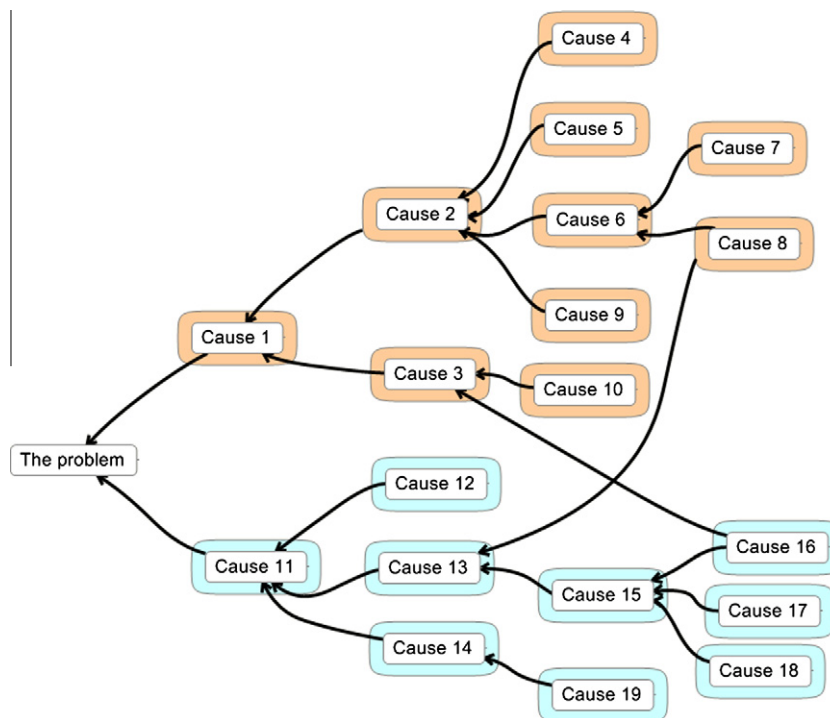 Cause 4
Cause 5
Cause 7
Cause 2
Cause 6
Cause 8
Cause 9
Cause 1
Cause 3
Cause 10
The problem
Cause 12
Cause 16
Cause 11
Cause 13
Cause 15
Cause 17
Cause 14
Cause 18
Cause 19